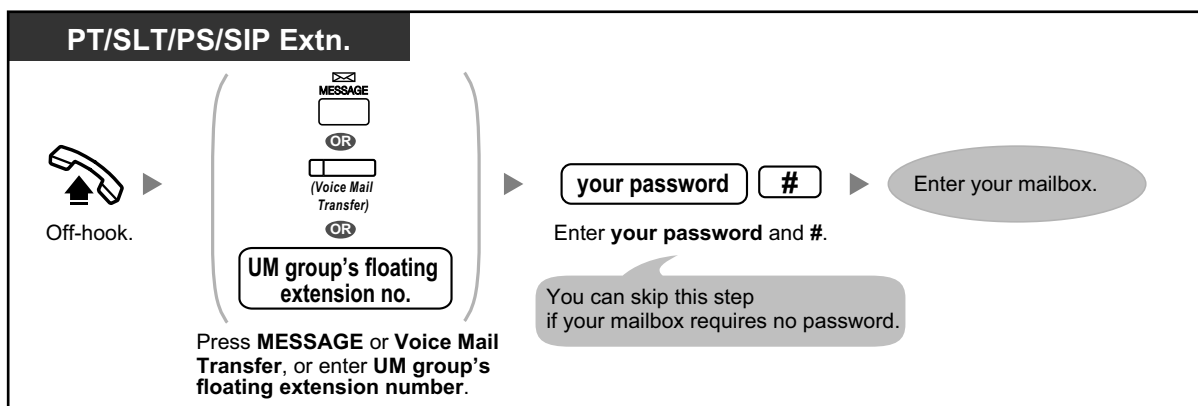 PT/SLT/PS/SIP Extn.
MESSAGE
OR
(Voice Mail
Transfer)
OR
UM group's floating
extension no.
Off-hook.
Press MESSAGE or Voice Mail
Transfer, or enter UM group's
floating extension number.
your password #
Enter your password and #.
You can skip this step
if your mailbox requires no password.
Enter your mailbox.